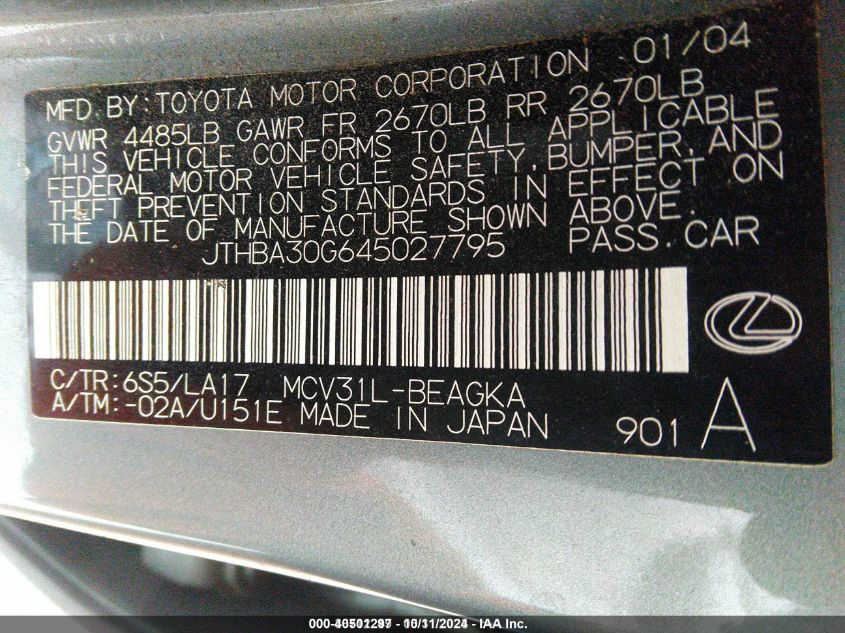 MFD BY: TOYOTA MOTOR CORPORATION 01/04
GVWR 4485LB GAWR FR 2670LB RR 2670LB
THIS VEHICLE CONFORMS TO ALL APPLICABLE
FEDERAL MOTOR VEHICLE SAFETY, BUMPER, AND
THEFT PREVENTION STANDARDS IN EFFECT ON
THE DATE OF MANUFACTURE SHOWN ABOVE.
JTHBA30G645027795 PASS. CAR
C/TR: 6S5/LA17 MCV31L-BEAGKA
A/TM: -02A/U151E MADE IN JAPAN 901 A
/11/2024 - IAA Inc.